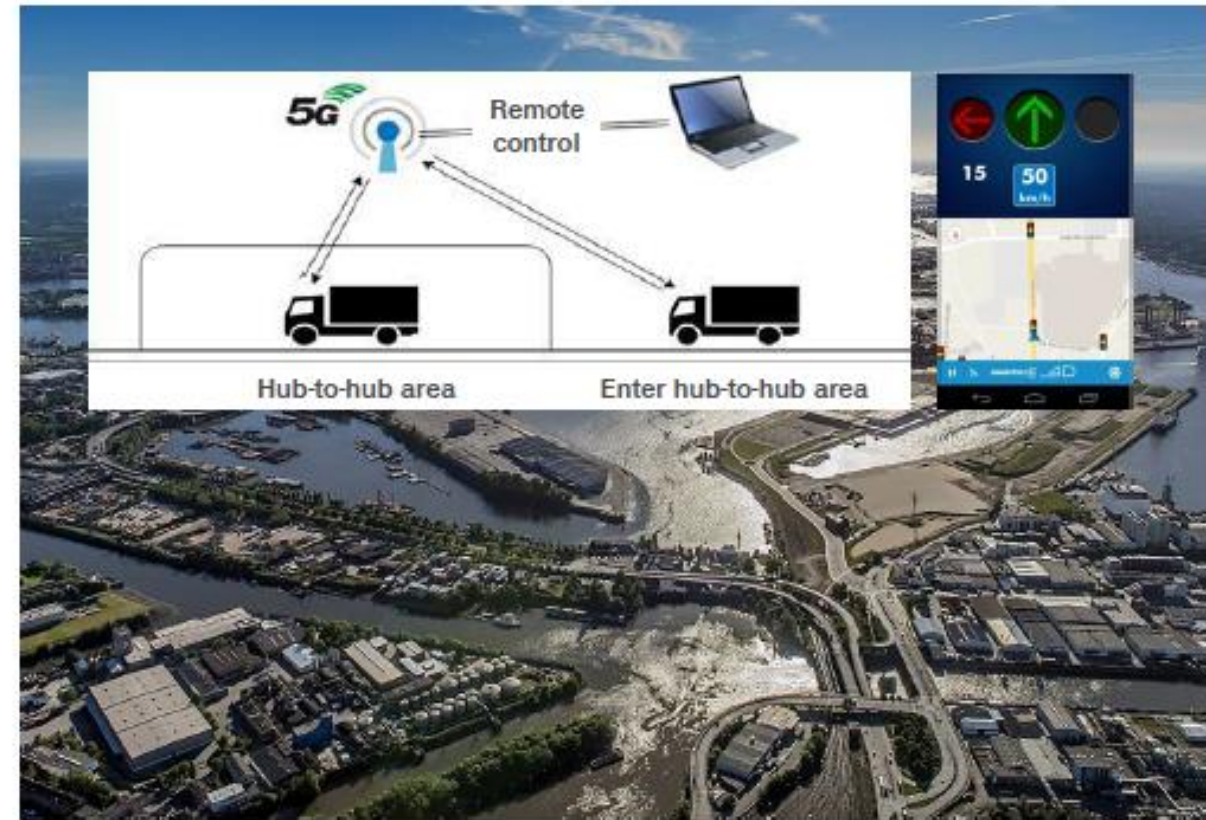 5G
Remote
control
Hub-to-hub area
Enter hub-to-hub area
15
50
km/h